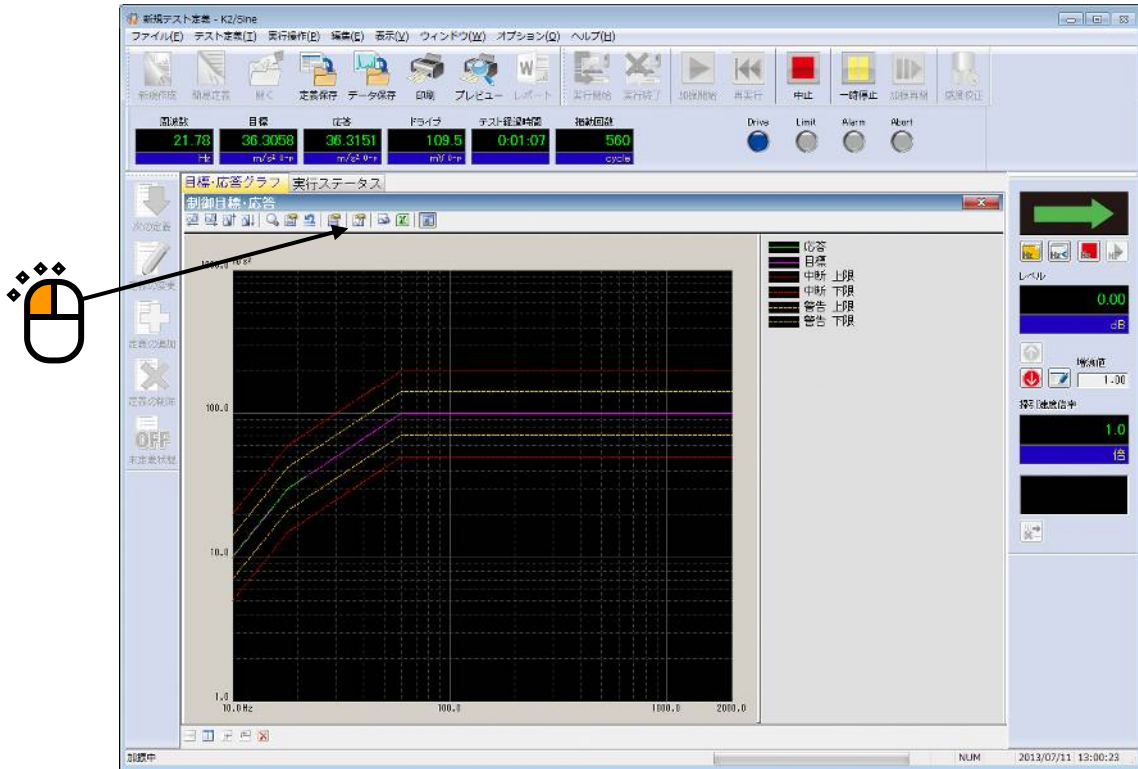 新規テスト定義 - K2/Sine
ファイル(F) テスト定義(T) 実行操作(P) 編集(E) 表示(V) ウィンドウ(W) オプション(O) ヘルプ(H)
新規作成 簡易定義 開く 定義保存 データ保存 印刷 プレビュー レポート 実行開始 実行終了 加振開始 再実行 中止 一時停止 加振再開 感度校正
周波数 目標 応答 ドライブ テスト経過時間 振動回数 Drive Limit Alarm Abort
21.78 36.3058 36.3151 109.5 0:01:07 560
Hz m/s² 0-p m/s² 0-p mV 0-p cycle
目標・応答グラフ 実行ステータス
制御目標・応答
次の定義
定義の変更
定義の追加
定義の削除
OFF
未定義状態
1000.0 m/s²
100.0
10.0
1.0
10.0 Hz 100.0 1000.0 2000.0
応答
目標
中断 上限
中断 下限
警告 上限
警告 下限
レベル
0.00
dB
増減値
1.00
掃引速度倍率
1.0
倍
加振中 NUM 2013/07/11 13:00:23